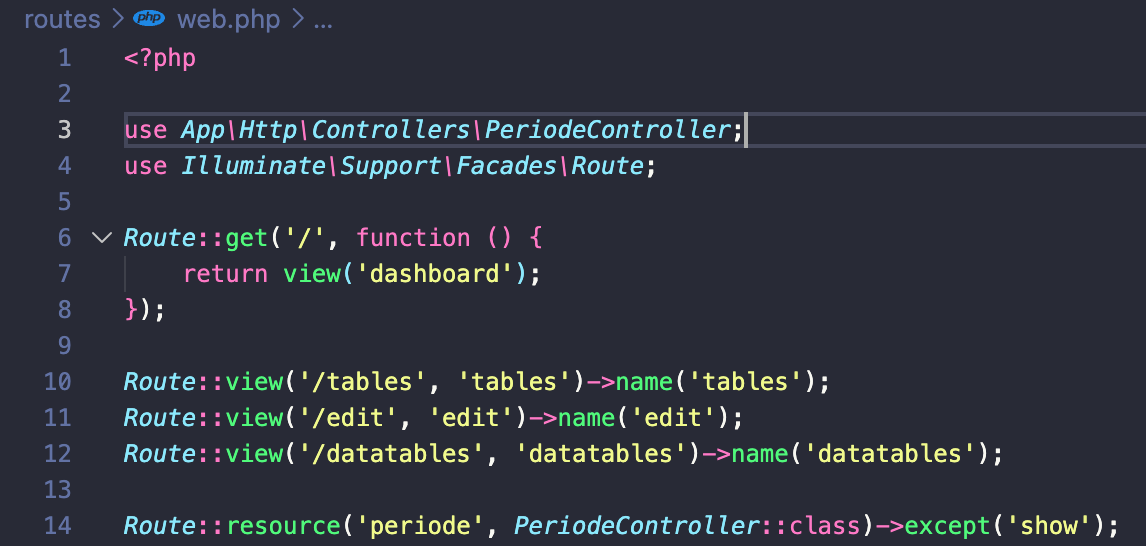 routes > php web.php > ...
1 <?php
2
3 use App\Http\Controllers\PeriodeController;
4 use Illuminate\Support\Facades\Route;
5
6 Route::get('/', function () {
7     return view('dashboard');
8 });
9
10 Route::view('/tables', 'tables')->name('tables');
11 Route::view('/edit', 'edit')->name('edit');
12 Route::view('/datatables', 'datatables')->name('datatables');
13
14 Route::resource('periode', PeriodeController::class)->except('show');